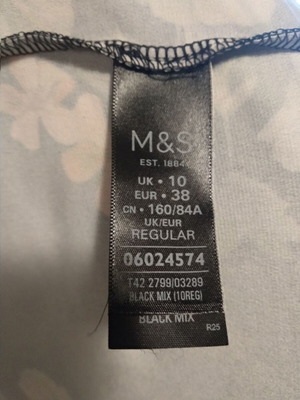 M&S
EST. 1884
UK • 10
EUR • 38
CN • 160/84A
UK/EUR
REGULAR
06024574
T42 2799|03289
BLACK MIX (10REG)
BLACK MIX
R25